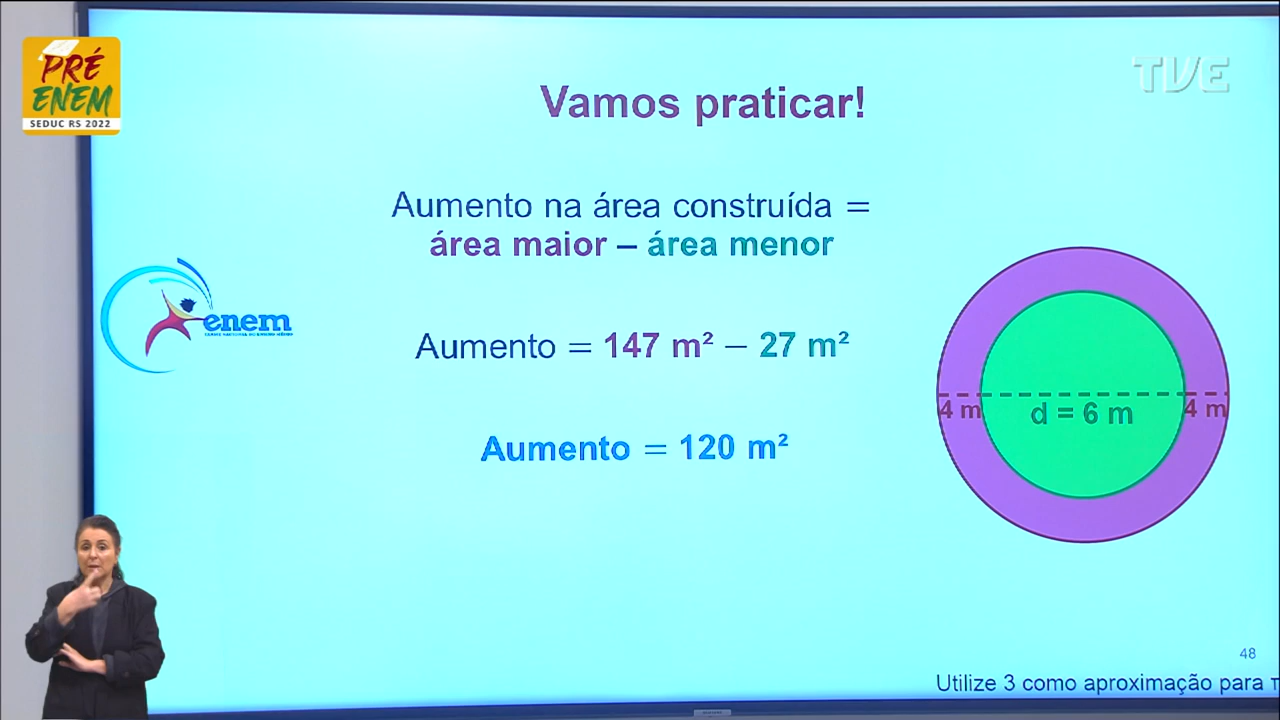 PRÉ
ENEM
SEDUC RS 2022
TVE
Vamos praticar!
Aumento na área construída =
área maior – área menor
enem
Aumento = 147 m² – 27 m²
4 m
d = 6 m
4 m
Aumento = 120 m²
48
Utilize 3 como aproximação para